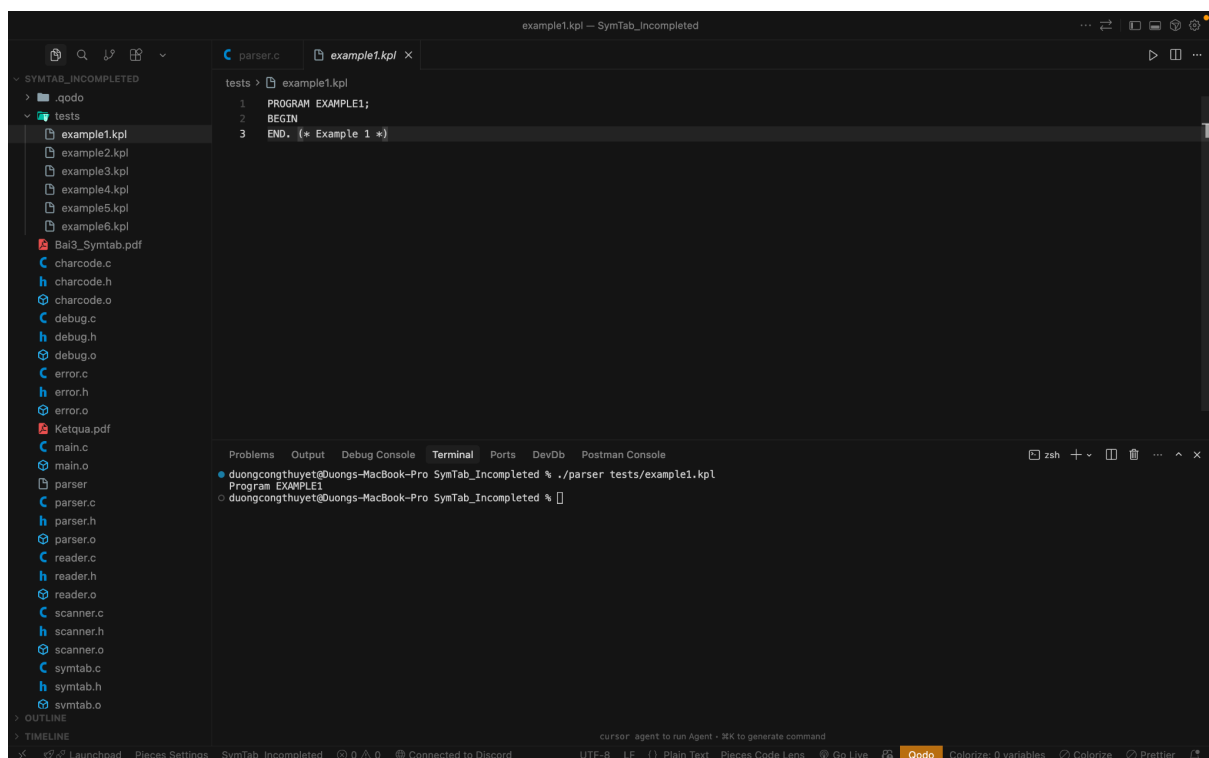 example1.kpl — SymTab_Incompleted
parser.c
example1.kpl
SYMTAB_INCOMPLETED
.qodo
tests
example1.kpl
example2.kpl
example3.kpl
example4.kpl
example5.kpl
example6.kpl
Bai3_Symtab.pdf
charcode.c
charcode.h
charcode.o
debug.c
debug.h
debug.o
error.c
error.h
error.o
Ketqua.pdf
main.c
main.o
parser
parser.c
parser.h
parser.o
reader.c
reader.h
reader.o
scanner.c
scanner.h
scanner.o
symtab.c
symtab.h
symtab.o
OUTLINE
TIMELINE
tests > example1.kpl
1 PROGRAM EXAMPLE1;
2 BEGIN
3 END. (* Example 1 *)
Problems Output Debug Console Terminal Ports DevDb Postman Console
zsh
duongcongthuyet@Duongs-MacBook-Pro SymTab_Incompleted % ./parser tests/example1.kpl
Program EXAMPLE1
duongcongthuyet@Duongs-MacBook-Pro SymTab_Incompleted %
cursor agent to run Agent · ⌘K to generate command
Launchpad Pieces Settings SymTab_Incompleted 0 0 Connected to Discord UTF-8 LF () Plain Text Pieces Code Lens Go Live Qodo Colorize: 0 variables Colorize Prettier